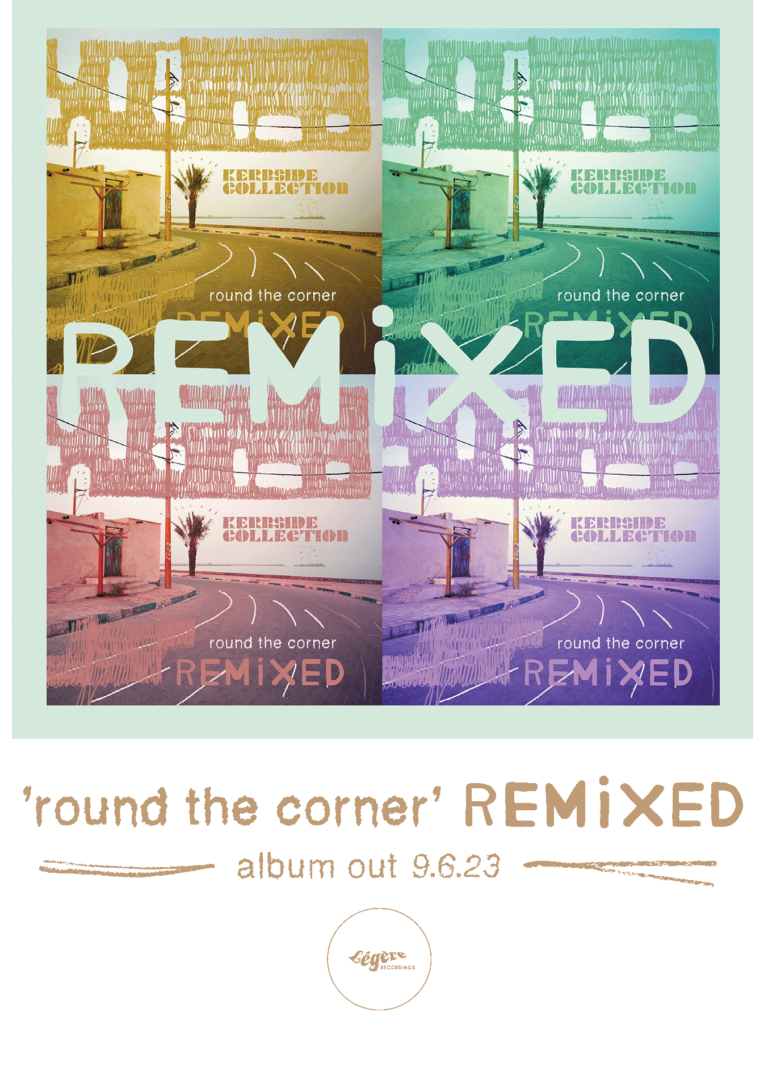 KERBSIDE
COLLECTION
round the corner
REMiXED
KERBSIDE
COLLECTION
round the corner
REMiXED
REMiXED
KERBSIDE
COLLECTION
round the corner
REMiXED
KERBSIDE
COLLECTION
round the corner
REMiXED
'round the corner' REMiXED
album out 9.6.23
Légère
RECORDINGS